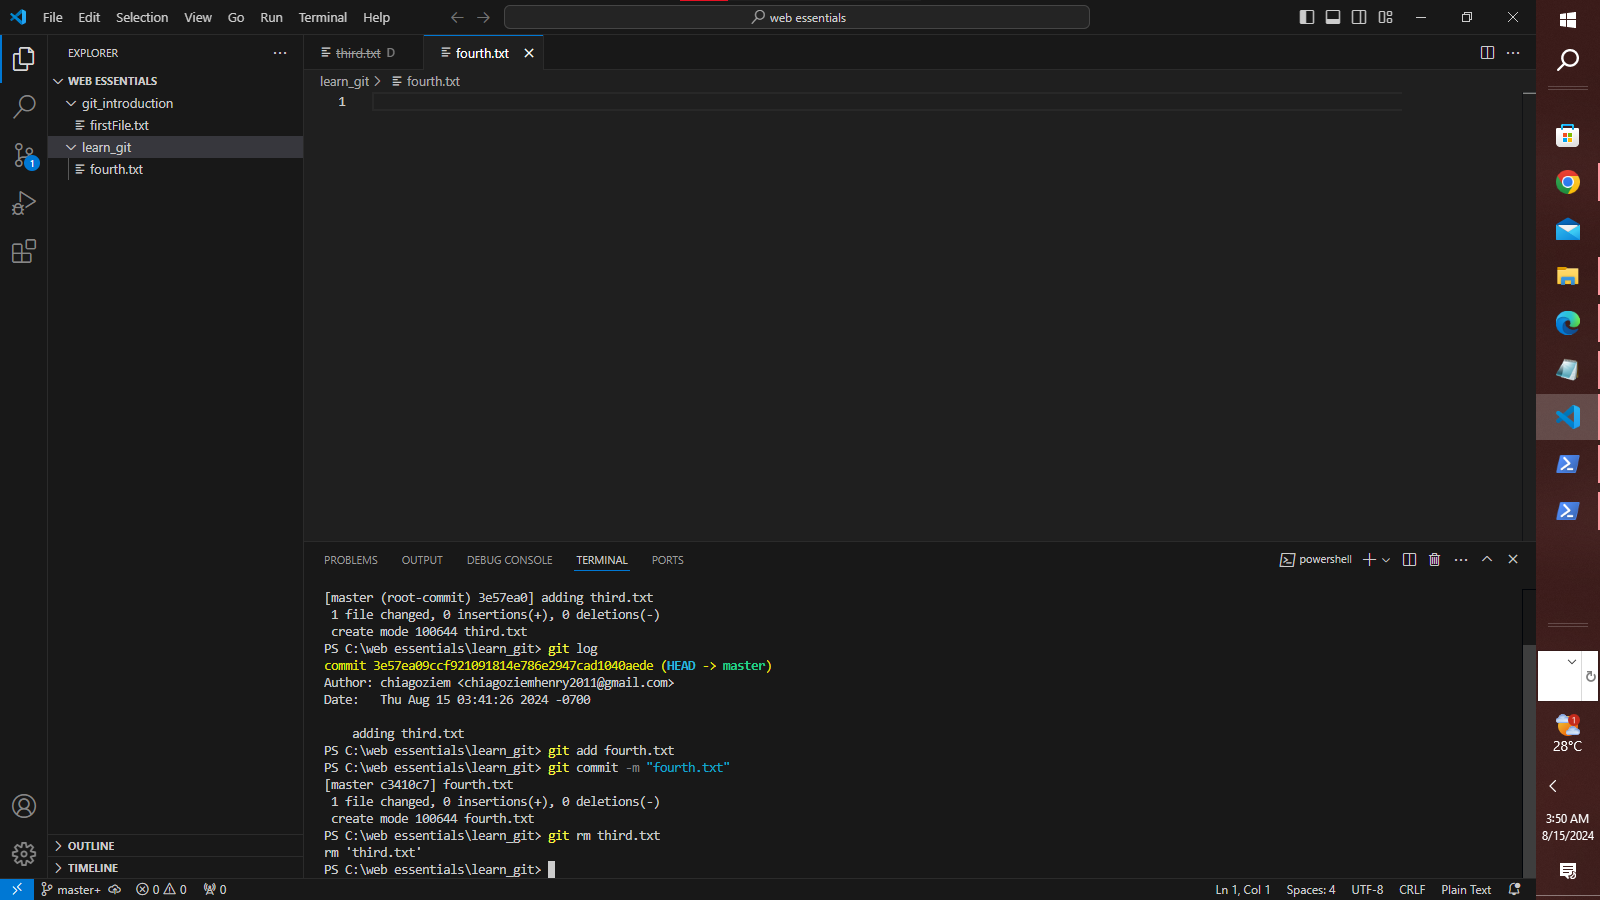 File Edit Selection View Go Run Terminal Help
web essentials
EXPLORER
WEB ESSENTIALS
git_introduction
firstFile.txt
learn_git
fourth.txt
1
OUTLINE
TIMELINE
third.txt D
fourth.txt
learn_git > fourth.txt
1
PROBLEMS OUTPUT DEBUG CONSOLE TERMINAL PORTS
powershell
[master (root-commit) 3e57ea0] adding third.txt
1 file changed, 0 insertions(+), 0 deletions(-)
create mode 100644 third.txt
PS C:\web essentials\learn_git> git log
commit 3e57ea09ccf921091814e786e2947cad1040aede (HEAD -> master)
Author: chiagoziem <chiagoziemhenry2011@gmail.com>
Date:   Thu Aug 15 03:41:26 2024 -0700
adding third.txt
PS C:\web essentials\learn_git> git add fourth.txt
PS C:\web essentials\learn_git> git commit -m "fourth.txt"
[master c3410c7] fourth.txt
1 file changed, 0 insertions(+), 0 deletions(-)
create mode 100644 fourth.txt
PS C:\web essentials\learn_git> git rm third.txt
rm 'third.txt'
PS C:\web essentials\learn_git>
master+ 0 0 0
Ln 1, Col 1 Spaces: 4 UTF-8 CRLF Plain Text
1
28°C
3:50 AM
8/15/2024